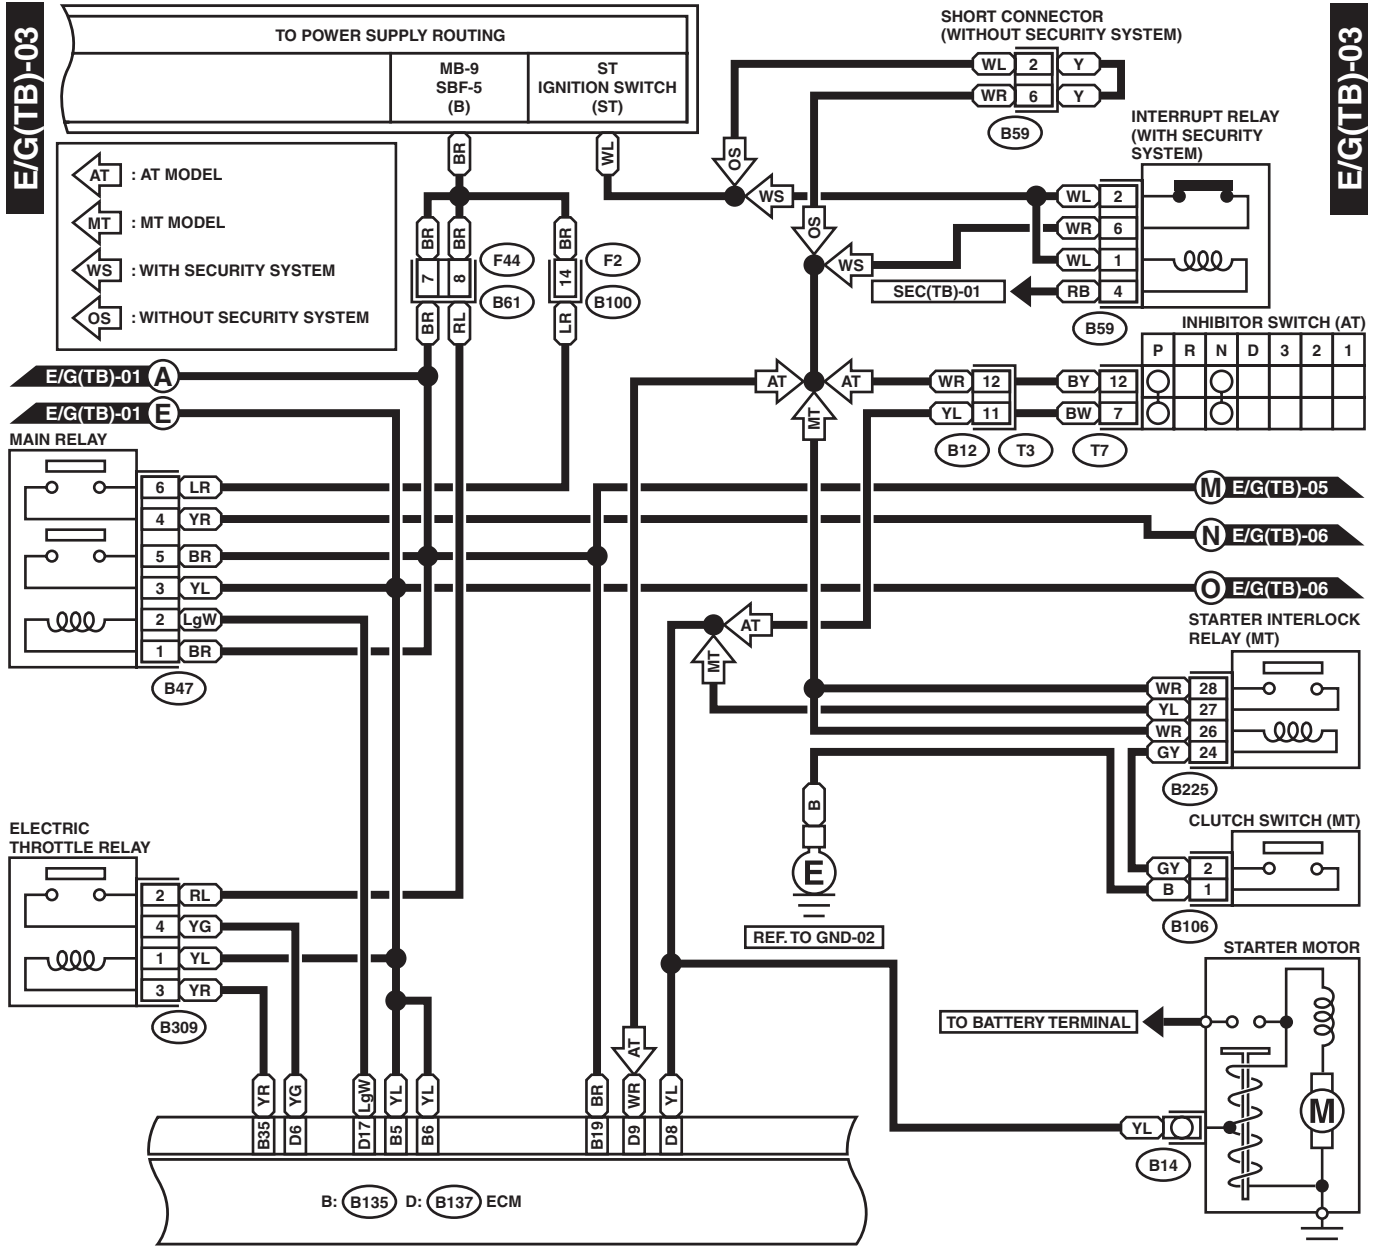 E/G(TB)-03
TO POWER SUPPLY ROUTING
MB-9
SBF-5
(B)
ST
IGNITION SWITCH
(ST)
SHORT CONNECTOR
(WITHOUT SECURITY SYSTEM)
E/G(TB)-03
WL 2 Y
WR 6 Y
B59
INTERRUPT RELAY
(WITH SECURITY
SYSTEM)
BR
WL
OS
AT : AT MODEL
MT : MT MODEL
WS : WITH SECURITY SYSTEM
OS : WITHOUT SECURITY SYSTEM
WS
WL 2
OS
WR 6
BR BR BR
WS
WL 1
7 8 14
F44
B61
F2
B100
SEC(TB)-01
RB 4
B59
BR RL LR
INHIBITOR SWITCH (AT)
P R N D 3 2 1
E/G(TB)-01 A
E/G(TB)-01 E
AT AT
MT
WR 12 BY 12
YL 11 BW 7
B12 T3 T7
MAIN RELAY
6 LR
4 YR
5 BR
3 YL
2 LgW
1 BR
B47
M E/G(TB)-05
N E/G(TB)-06
O E/G(TB)-06
AT
MT
STARTER INTERLOCK
RELAY (MT)
WR 28
YL 27
WR 26
GY 24
B225
B
E
REF. TO GND-02
CLUTCH SWITCH (MT)
GY 2
B 1
B106
ELECTRIC
THROTTLE RELAY
2 RL
4 YG
1 YL
3 YR
B309
STARTER MOTOR
TO BATTERY TERMINAL
M
YL
B14
AT
YR YG LgW YL YL BR WR YL
B35 D6 D17 B5 B6 B19 D9 D8
B: B135 D: B137 ECM